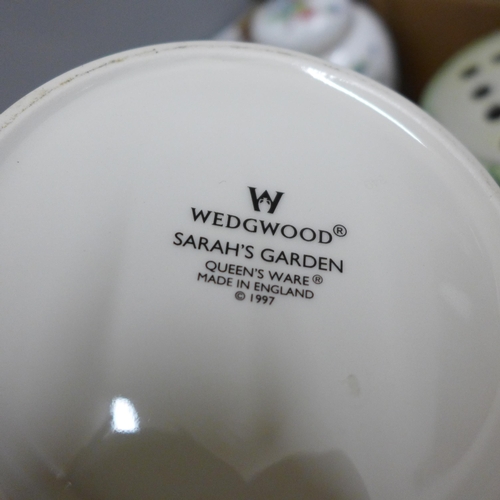 W
WEDGWOOD®
SARAH'S GARDEN
QUEEN'S WARE®
MADE IN ENGLAND
© 1997